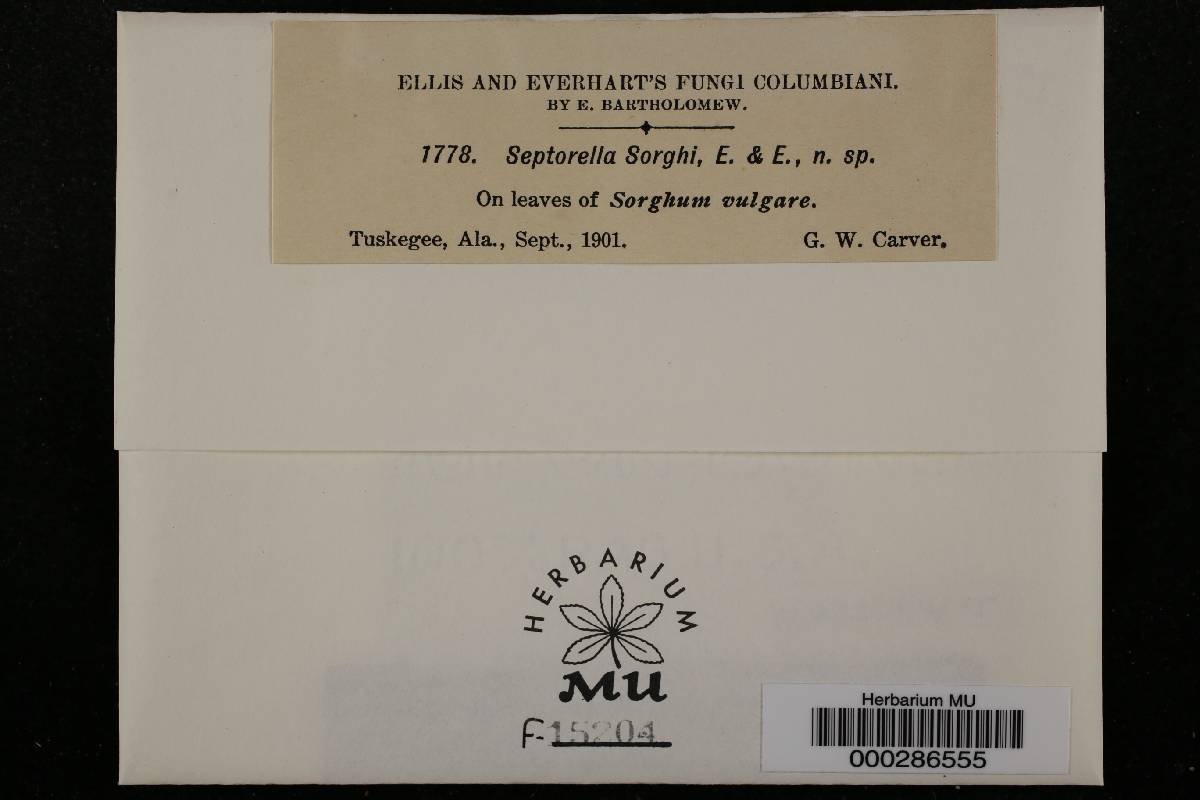 ELLIS AND EVERHART'S FUNGI COLUMBIANI.
BY E. BARTHOLOMEW.
1778. Septorella Sorghi, E. & E., n. sp.
On leaves of Sorghum vulgare.
Tuskegee, Ala., Sept., 1901. G. W. Carver.
HERBARIUM
MU
F-15204
Herbarium MU
000286555